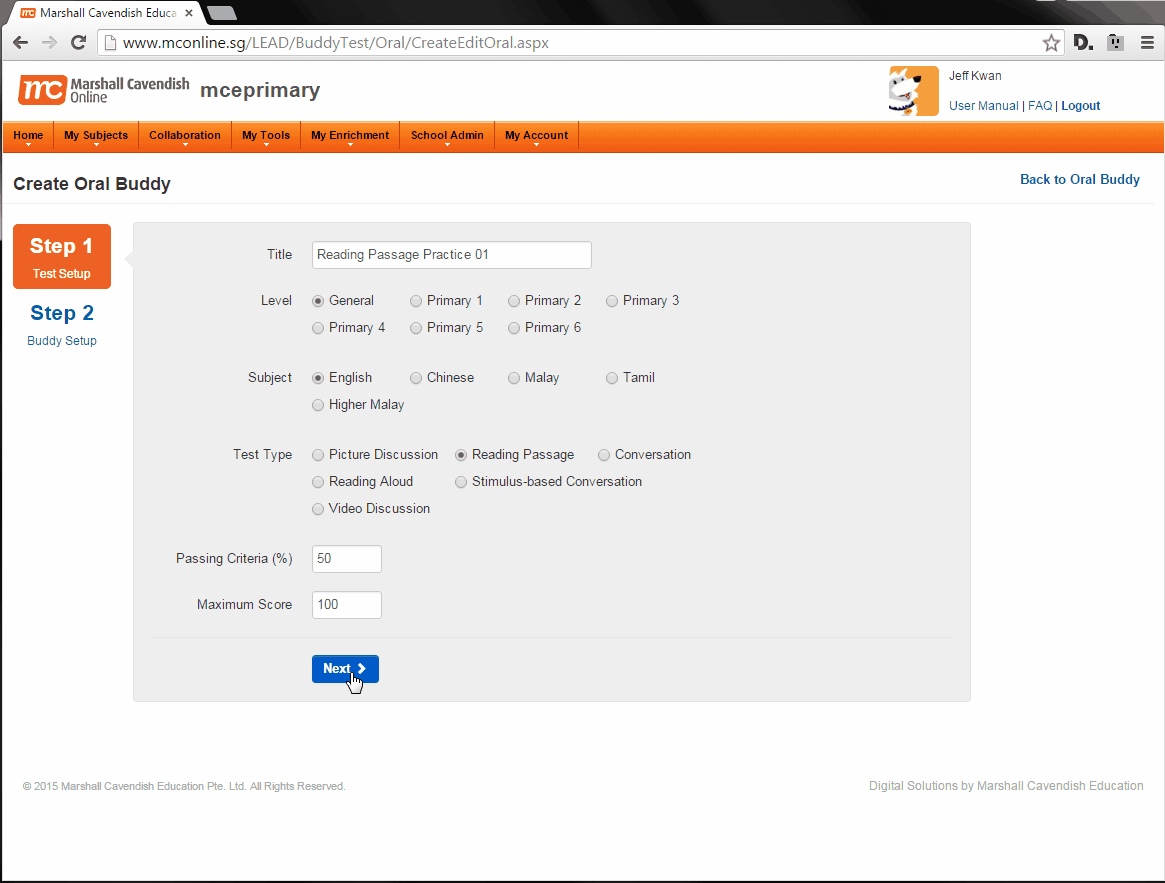 Marshall Cavendish Educa
www.mconline.sg/LEAD/BuddyTest/Oral/CreateEditOral.aspx
D.
mc Marshall Cavendish Online mceprimary
Jeff Kwan
User Manual | FAQ | Logout
Home My Subjects Collaboration My Tools My Enrichment School Admin My Account
Create Oral Buddy
Back to Oral Buddy
Step 1
Test Setup
Step 2
Buddy Setup
Title Reading Passage Practice 01
Level General Primary 1 Primary 2 Primary 3
Primary 4 Primary 5 Primary 6
Subject English Chinese Malay Tamil
Higher Malay
Test Type Picture Discussion Reading Passage Conversation
Reading Aloud Stimulus-based Conversation
Video Discussion
Passing Criteria (%) 50
Maximum Score 100
Next
© 2015 Marshall Cavendish Education Pte. Ltd. All Rights Reserved.
Digital Solutions by Marshall Cavendish Education